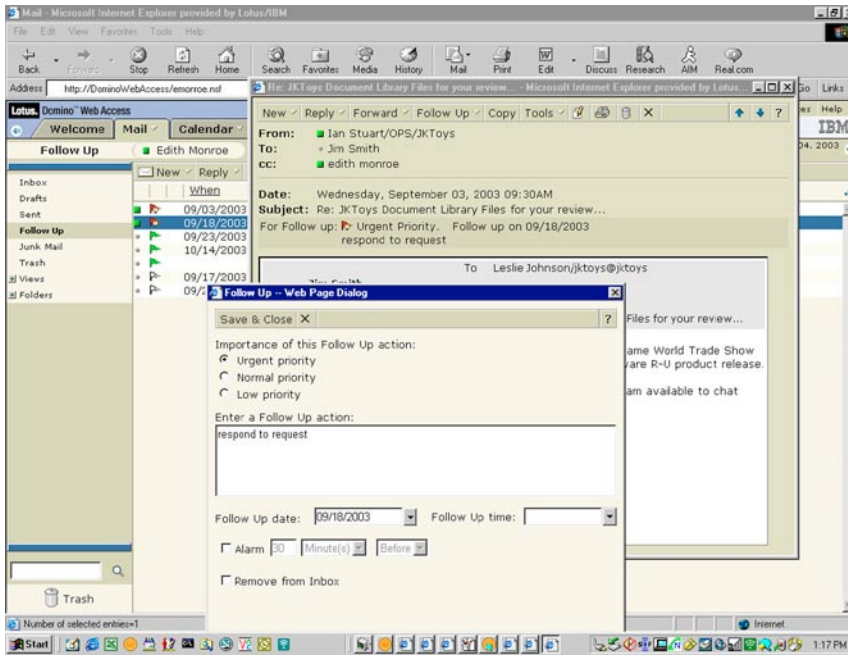 Mail - Microsoft Internet Explorer provided by Lotus/IBM
File Edit View Favorites Tools Help
Back Forward Stop Refresh Home Search Favorites Media History Mail Print Edit Discuss Research AIM Real.com
Address http://DominoWebAccess/emorroe.nsf
Go Links
Lotus. Domino™ Web Access
Help
Welcome Mail Calendar
IBM
Follow Up
Edith Monroe
04. 2003
New Reply
When
Inbox
Drafts
Sent
Follow Up
Junk Mail
Trash
Views
Folders
09/03/2003
09/18/2003
09/23/2003
10/14/2003
09/17/2003
09/2
Re: JKToys Document Library Files for your review... - Microsoft Internet Explorer provided by Lotus...
New Reply Forward Follow Up Copy Tools ?
From: Ian Stuart/OPS/JKToys
To: Jim Smith
cc: edith monroe
Date: Wednesday, September 03, 2003 09:30AM
Subject: Re: JKToys Document Library Files for your review...
For Follow up: Urgent Priority. Follow up on 09/18/2003
respond to request
To Leslie Johnson/jktoys@jktoys
Jim Smith
Files for your review...
ame World Trade Show
ware R-U product release.
am available to chat
Follow Up -- Web Page Dialog
Save & Close X ?
Importance of this Follow Up action:
Urgent priority
Normal priority
Low priority
Enter a Follow Up action:
respond to request
Follow Up date: 09/18/2003 Follow Up time:
Alarm 30 Minute(s) Before
Remove from Inbox
Trash
Number of selected entries=1
Internet
Start
1:17 PM